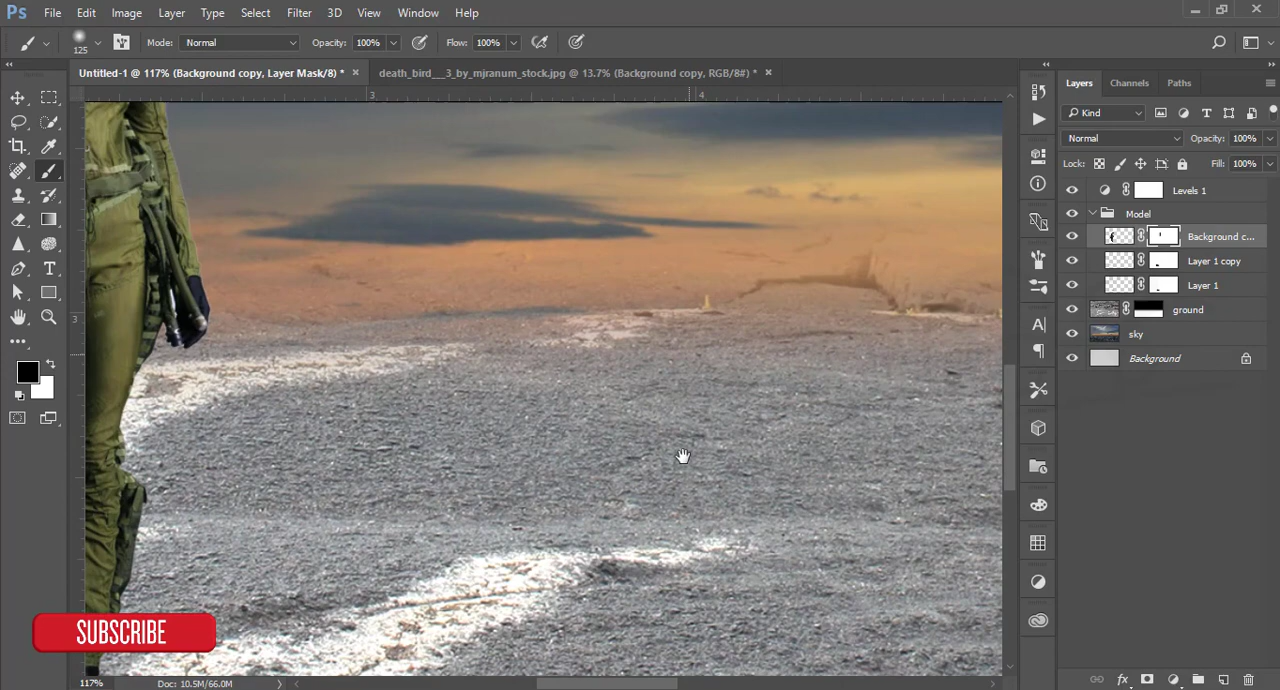 Ps File Edit Image Layer Type Select Filter 3D View Window Help
125 Mode: Normal Opacity: 100% Flow: 100%
Untitled-1 @ 117% (Background copy, Layer Mask/8) * × death_bird___3_by_mjranum_stock.jpg @ 13.7% (Background copy, RGB/8#) * ×
3 4
3
Layers Channels Paths
Kind
Normal Opacity: 100%
Lock: Fill: 100%
Levels 1
Model
Background c...
Layer 1 copy
Layer 1
ground
sky
Background
SUBSCRIBE
117% Doc: 10.5M/66.0M
fx